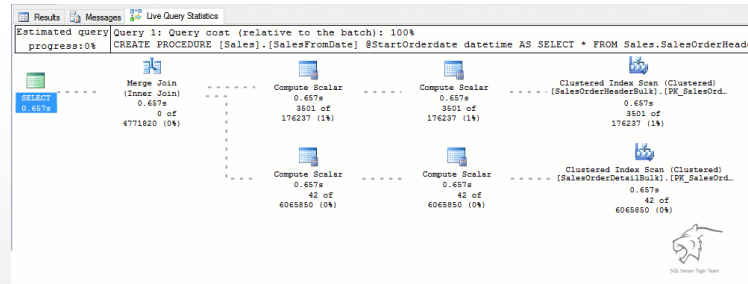 Results Messages Live Query Statistics
Estimated query progress:0%
Query 1: Query cost (relative to the batch): 100%
CREATE PROCEDURE [Sales].[SalesFromDate] @StartOrderdate datetime AS SELECT * FROM Sales.SalesOrderHead
SELECT
0.657s
Merge Join
(Inner Join)
0.657s
0 of
4771820 (0%)
Compute Scalar
0.657s
3501 of
176237 (1%)
Compute Scalar
0.657s
3501 of
176237 (1%)
Clustered Index Scan (Clustered)
[SalesOrderHeaderBulk].[PK_SalesOrd…
0.657s
3501 of
176237 (1%)
Compute Scalar
0.657s
42 of
6065850 (0%)
Compute Scalar
0.657s
42 of
6065850 (0%)
Clustered Index Scan (Clustered)
[SalesOrderDetailBulk].[PK_SalesOrd…
0.657s
42 of
6065850 (0%)
SQL Server Tiger Team